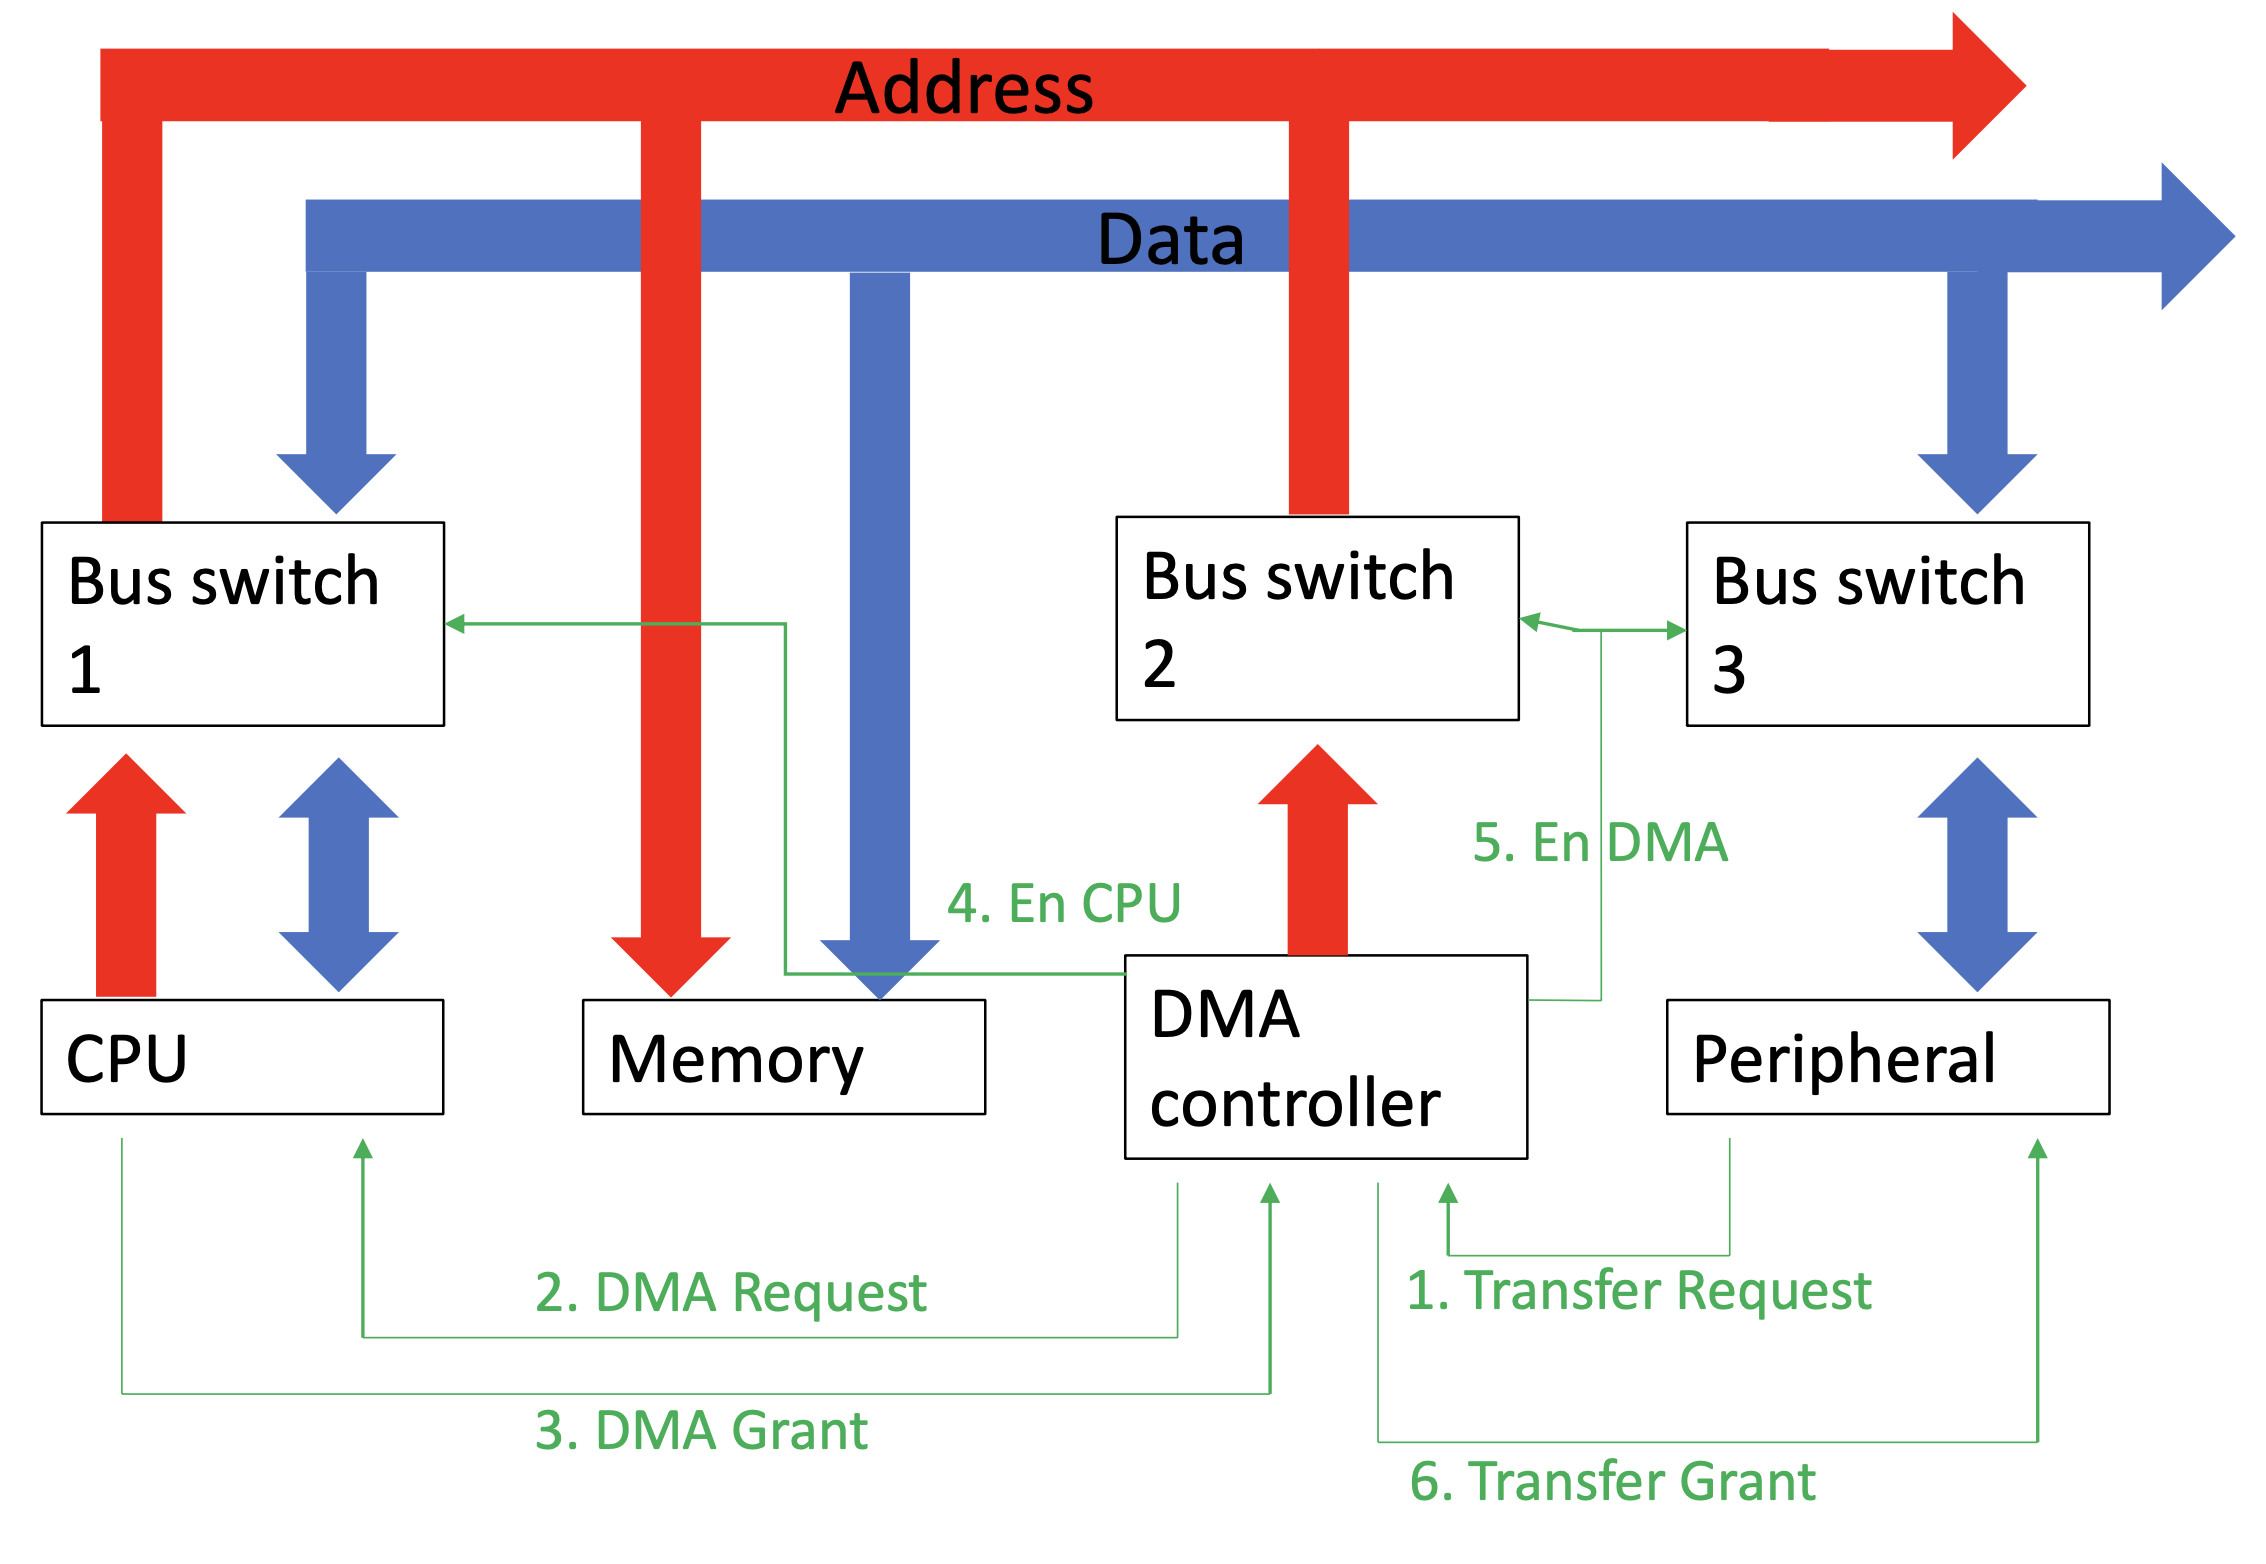 Address
Data
Bus switch
1
Bus switch
2
Bus switch
3
5. En DMA
4. En CPU
CPU
Memory
DMA
controller
Peripheral
2. DMA Request
1. Transfer Request
3. DMA Grant
6. Transfer Grant